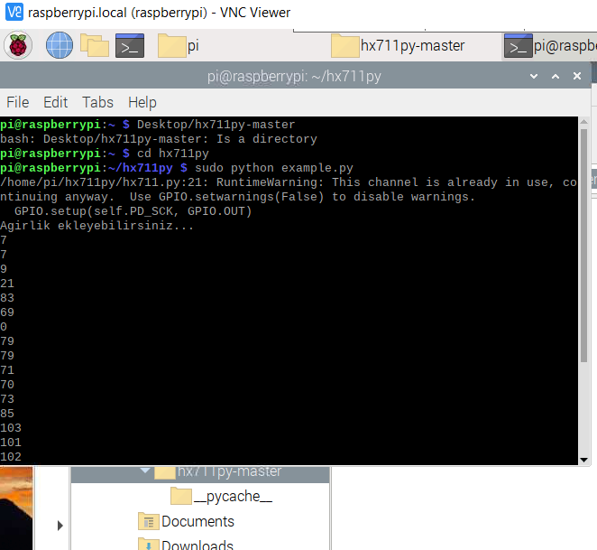 raspberrypi.local (raspberrypi) - VNC Viewer
pi
hx711py-master
pi@raspb
pi@raspberrypi: ~/hx711py
File Edit Tabs Help
pi@raspberrypi:~ $ Desktop/hx711py-master
bash: Desktop/hx711py-master: Is a directory
pi@raspberrypi:~ $ cd hx711py
pi@raspberrypi:~/hx711py $ sudo python example.py
/home/pi/hx711py/hx711.py:21: RuntimeWarning: This channel is already in use, co
ntinuing anyway.  Use GPIO.setwarnings(False) to disable warnings.
  GPIO.setup(self.PD_SCK, GPIO.OUT)
Agirlik ekleyebilirsiniz...
7
7
9
21
83
69
0
79
79
71
70
73
85
103
101
102
hx711py-master
__pycache__
Documents
Downloads